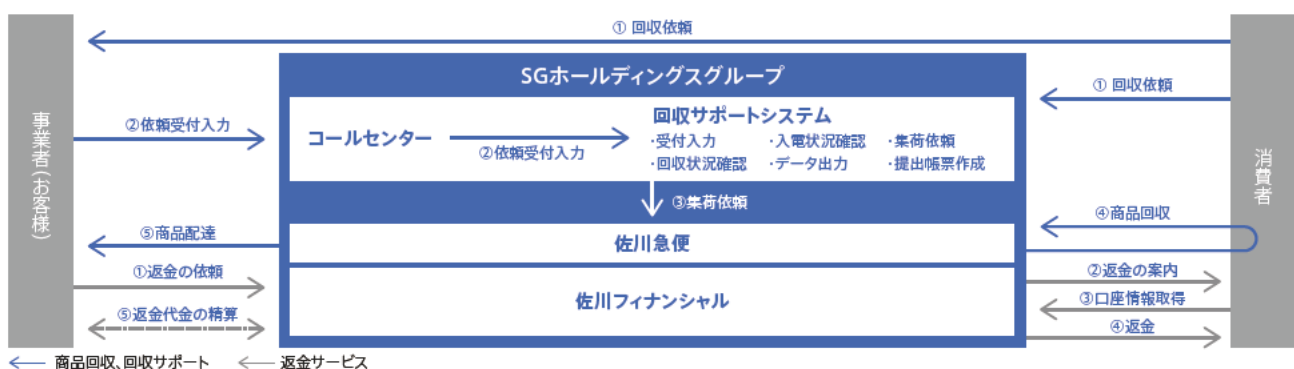 ① 回収依頼
SGホールディングスグループ
① 回収依頼
事業者(お客様)
②依頼受付入力
コールセンター
②依頼受付入力
回収サポートシステム
・受付入力 ・入電状況確認 ・集荷依頼
・回収状況確認 ・データ出力 ・提出帳票作成
消費者
③集荷依頼
④商品回収
⑤商品配達
佐川急便
①返金の依頼
②返金の案内
佐川フィナンシャル
③口座情報取得
⑤返金代金の精算
④返金
商品回収、回収サポート
返金サービス